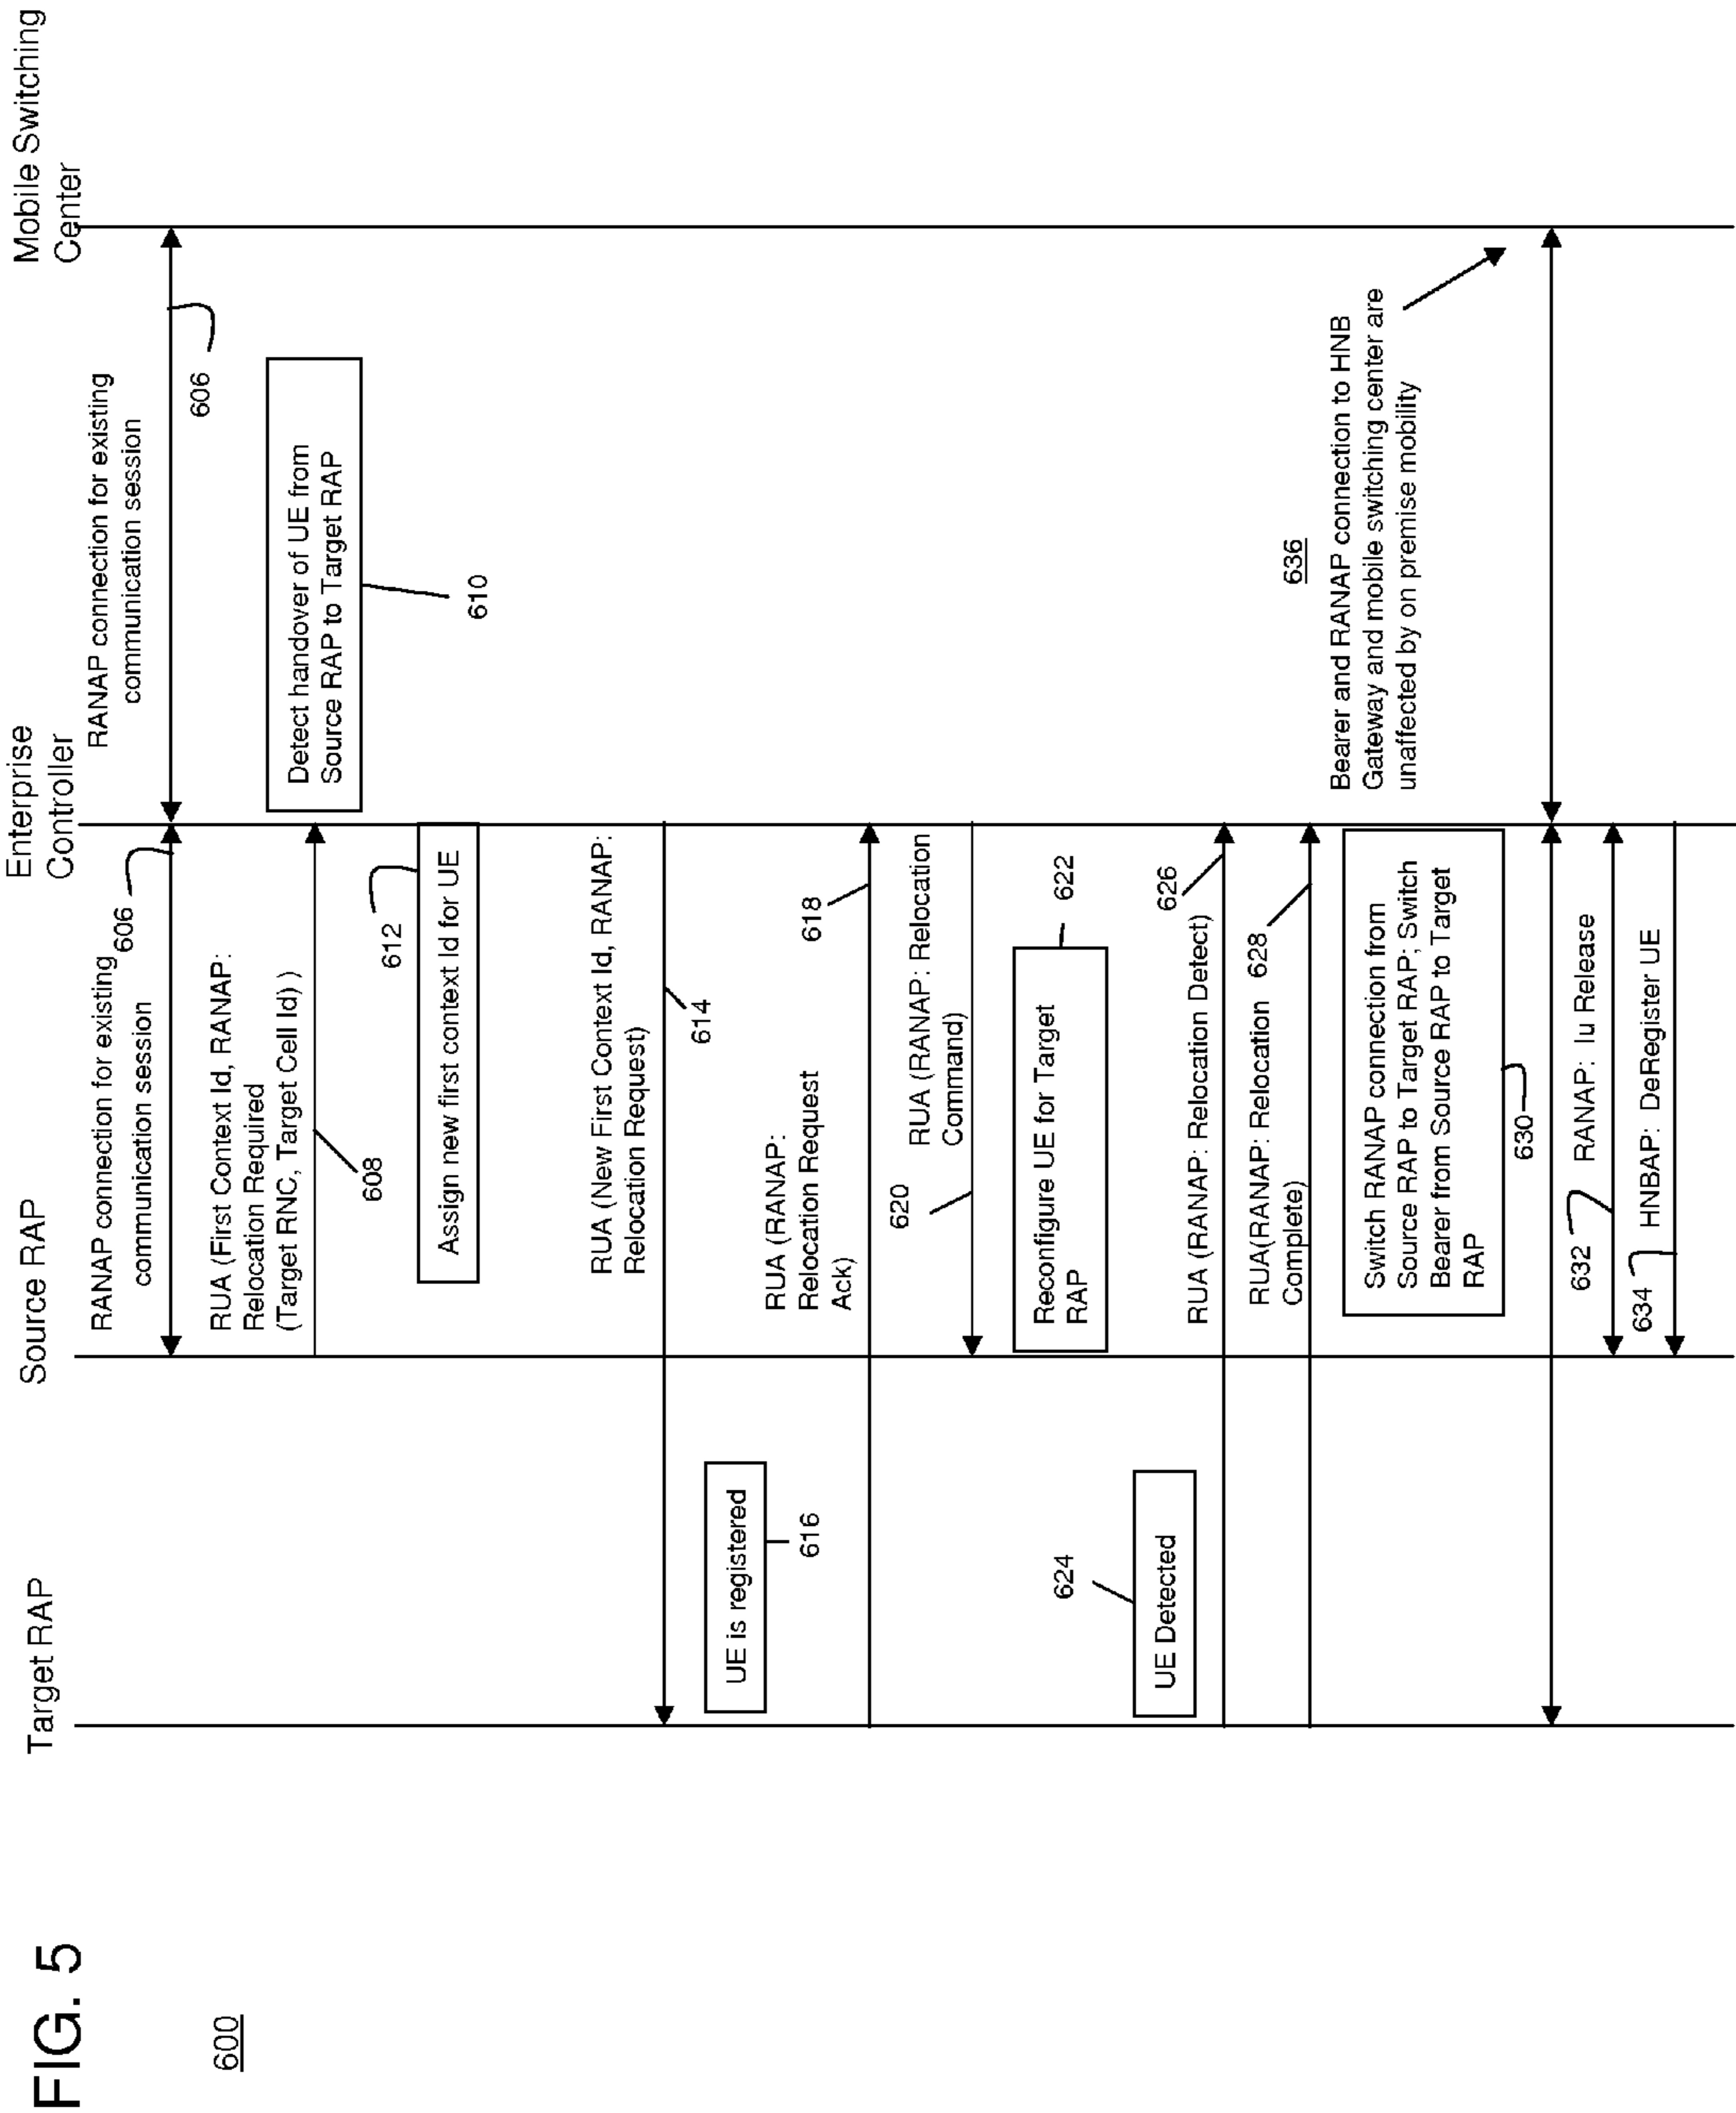 FIG. 5
600
Target RAP
Source RAP
Enterprise
Controller
Mobile Switching
Center
RANAP connection for existing
communication session
606
RANAP connection for existing
communication session
606
RUA (First Context Id, RANAP:
Relocation Required
(Target RNC, Target Cell Id) )
608
Detect handover of UE from
Source RAP to Target RAP
610
612
Assign new first context Id for UE
RUA (New First Context Id, RANAP:
Relocation Request)
614
UE is registered
616
RUA (RANAP:
Relocation Request
Ack)
618
RUA (RANAP: Relocation
Command)
620
Reconfigure UE for Target
RAP
622
624
UE Detected
RUA (RANAP: Relocation Detect)
626
RUA(RANAP: Relocation
Complete)
628
Switch RANAP connection from
Source RAP to Target RAP; Switch
Bearer from Source RAP to Target
RAP
630
636
Bearer and RANAP connection to HNB
Gateway and mobile switching center are
unaffected by on premise mobility
632
RANAP: Iu Release
634
HNBAP: DeRegister UE